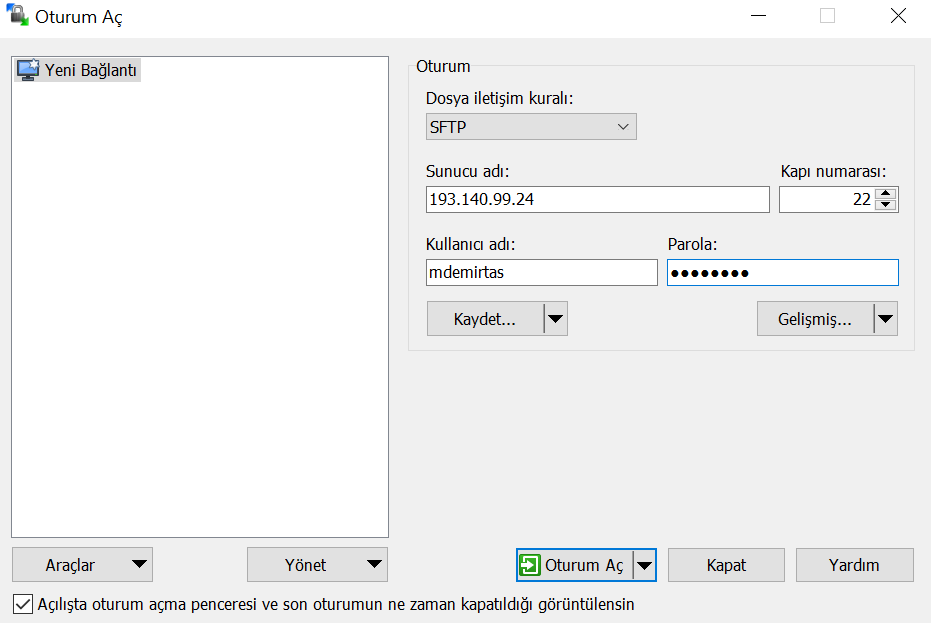 Oturum Aç
Yeni Bağlantı
Oturum
Dosya iletişim kuralı:
SFTP
Sunucu adı:
Kapı numarası:
193.140.99.24
22
Kullanıcı adı:
Parola:
mdemirtas
●●●●●●●●
Kaydet...
Gelişmiş...
Araçlar
Yönet
Oturum Aç
Kapat
Yardım
Açılışta oturum açma penceresi ve son oturumun ne zaman kapatıldığı görüntülensin